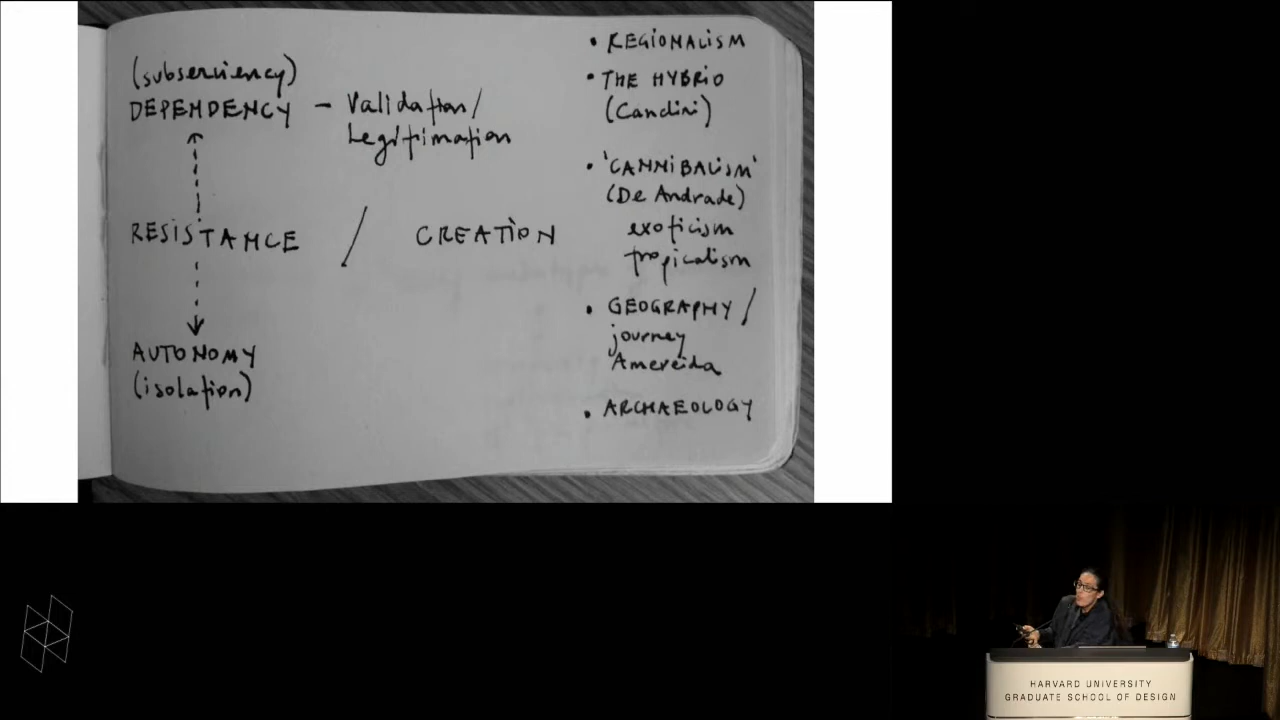 (subserviency)
DEPENDENCY – Validation/
Legitimation
RESISTANCE / CREATION
AUTONOMY
(isolation)
• REGIONALISM
• THE HYBRID
(Canclini)
• 'CANNIBALISM'
(De Andrade)
exoticism
tropicalism
• GEOGRAPHY /
journey
Amereida
• ARCHAEOLOGY
HARVARD UNIVERSITY
GRADUATE SCHOOL OF DESIGN